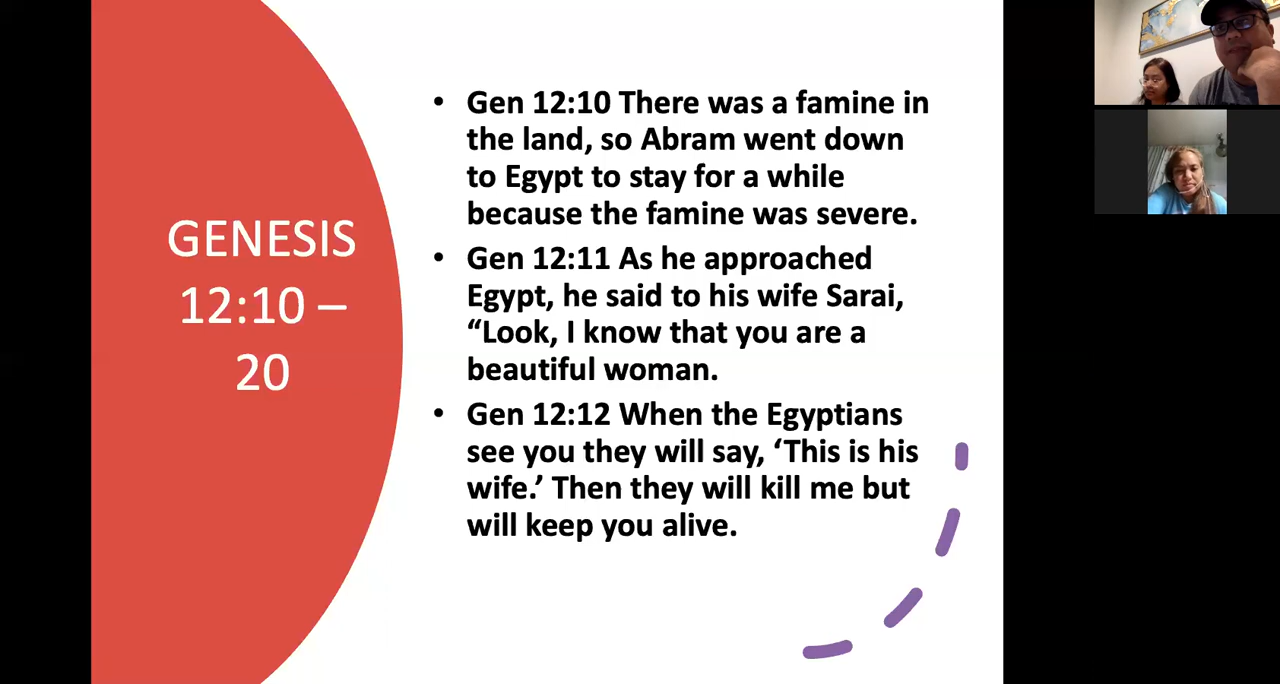 GENESIS
12:10 –
20
• Gen 12:10 There was a famine in
the land, so Abram went down
to Egypt to stay for a while
because the famine was severe.
• Gen 12:11 As he approached
Egypt, he said to his wife Sarai,
“Look, I know that you are a
beautiful woman.
• Gen 12:12 When the Egyptians
see you they will say, ‘This is his
wife.’ Then they will kill me but
will keep you alive.